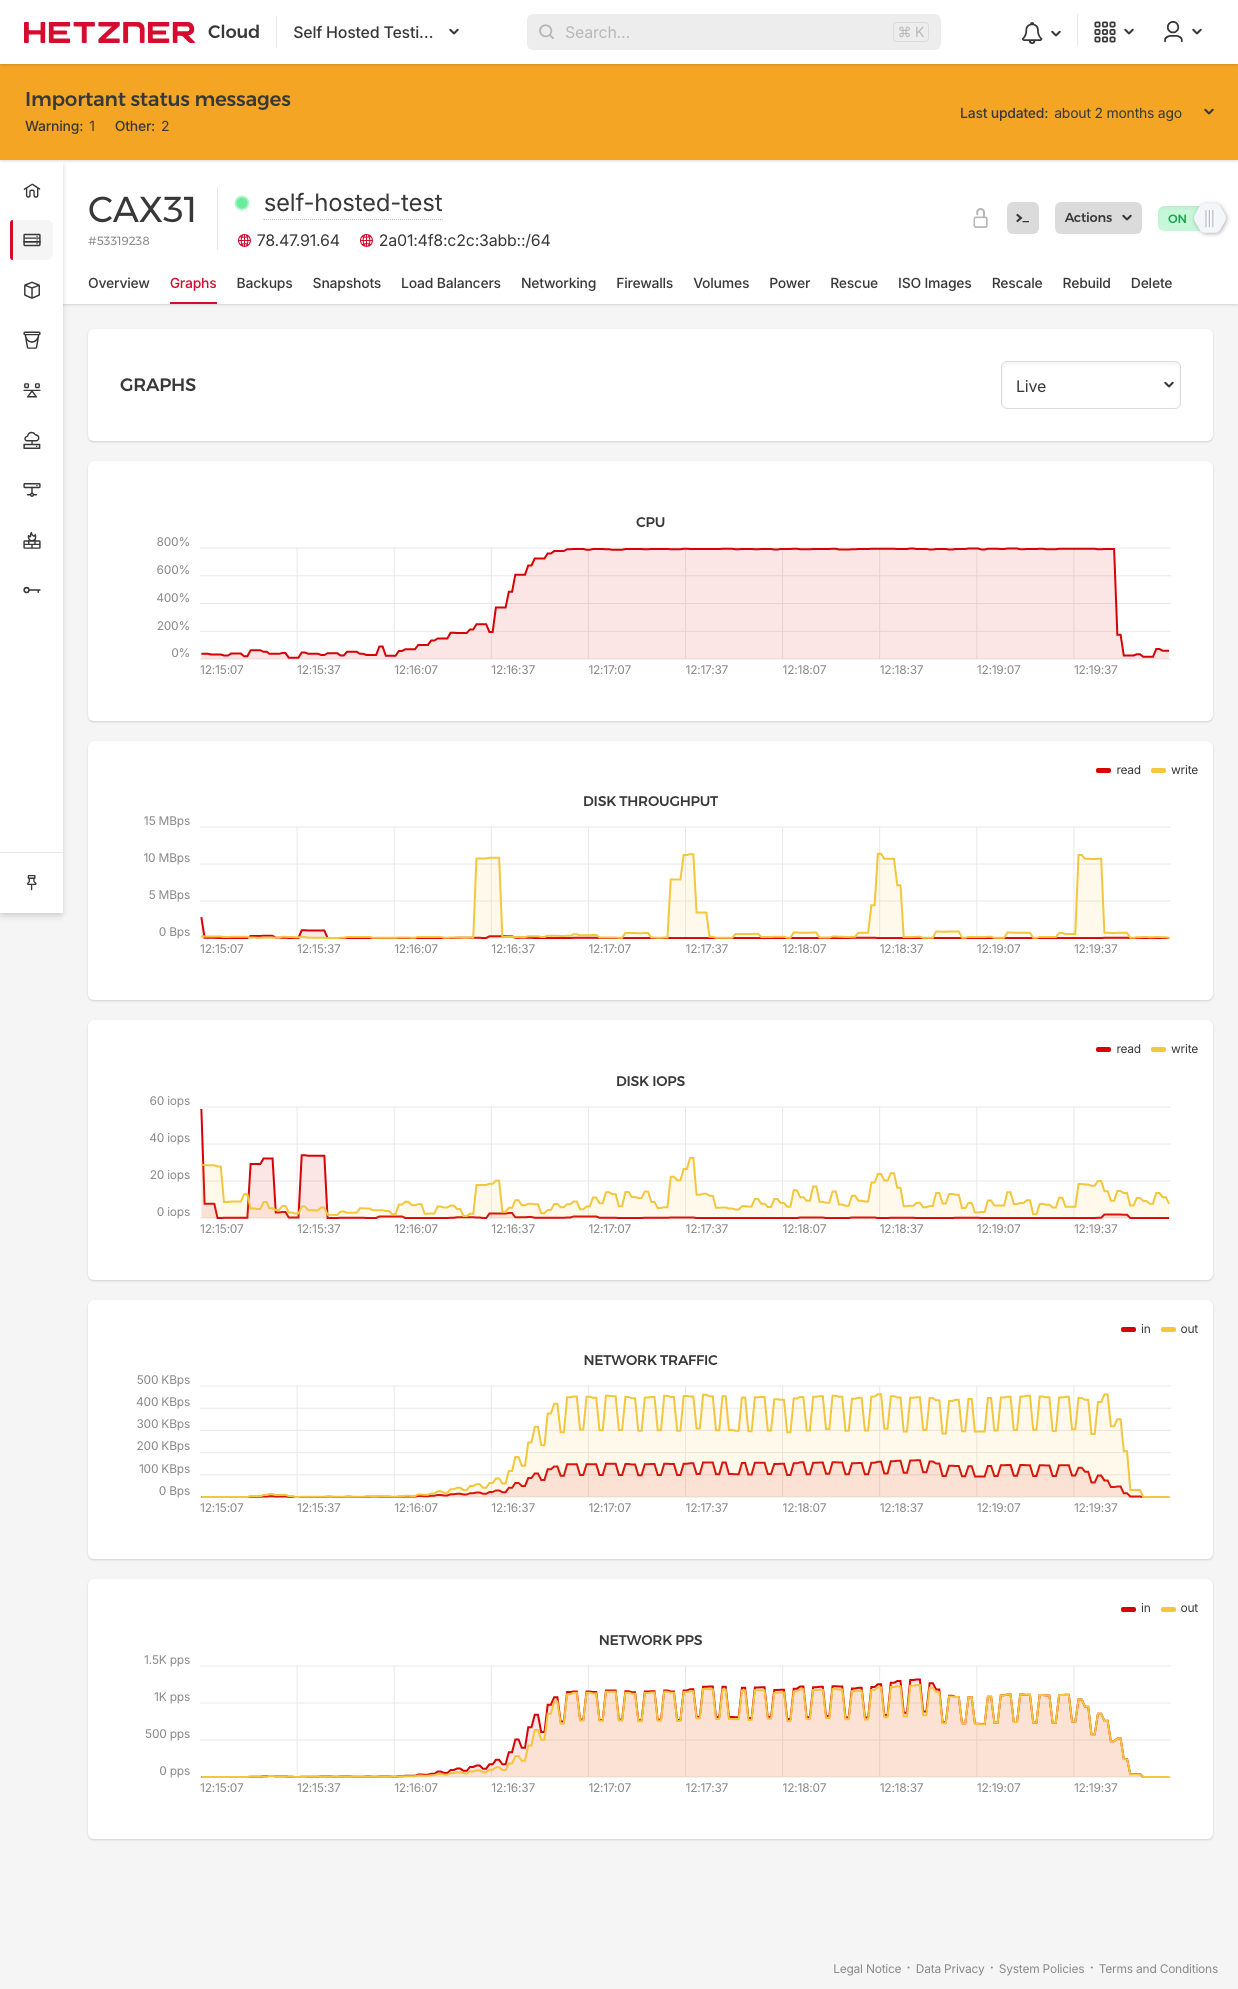 HETZNER Cloud Self Hosted Testi... Search... ⌘ K
Important status messages
Warning: 1 Other: 2
Last updated: about 2 months ago
CAX31
#53319238
self-hosted-test
78.47.91.64 2a01:4f8:c2c:3abb::/64
>_ Actions ON
Overview Graphs Backups Snapshots Load Balancers Networking Firewalls Volumes Power Rescue ISO Images Rescale Rebuild Delete
GRAPHS
Live
CPU
800%
600%
400%
200%
0%
12:15:07 12:15:37 12:16:07 12:16:37 12:17:07 12:17:37 12:18:07 12:18:37 12:19:07 12:19:37
read write
DISK THROUGHPUT
15 MBps
10 MBps
5 MBps
0 Bps
12:15:07 12:15:37 12:16:07 12:16:37 12:17:07 12:17:37 12:18:07 12:18:37 12:19:07 12:19:37
read write
DISK IOPS
60 iops
40 iops
20 iops
0 iops
12:15:07 12:15:37 12:16:07 12:16:37 12:17:07 12:17:37 12:18:07 12:18:37 12:19:07 12:19:37
in out
NETWORK TRAFFIC
500 KBps
400 KBps
300 KBps
200 KBps
100 KBps
0 Bps
12:15:07 12:15:37 12:16:07 12:16:37 12:17:07 12:17:37 12:18:07 12:18:37 12:19:07 12:19:37
in out
NETWORK PPS
1.5K pps
1K pps
500 pps
0 pps
12:15:07 12:15:37 12:16:07 12:16:37 12:17:07 12:17:37 12:18:07 12:18:37 12:19:07 12:19:37
Legal Notice · Data Privacy · System Policies · Terms and Conditions